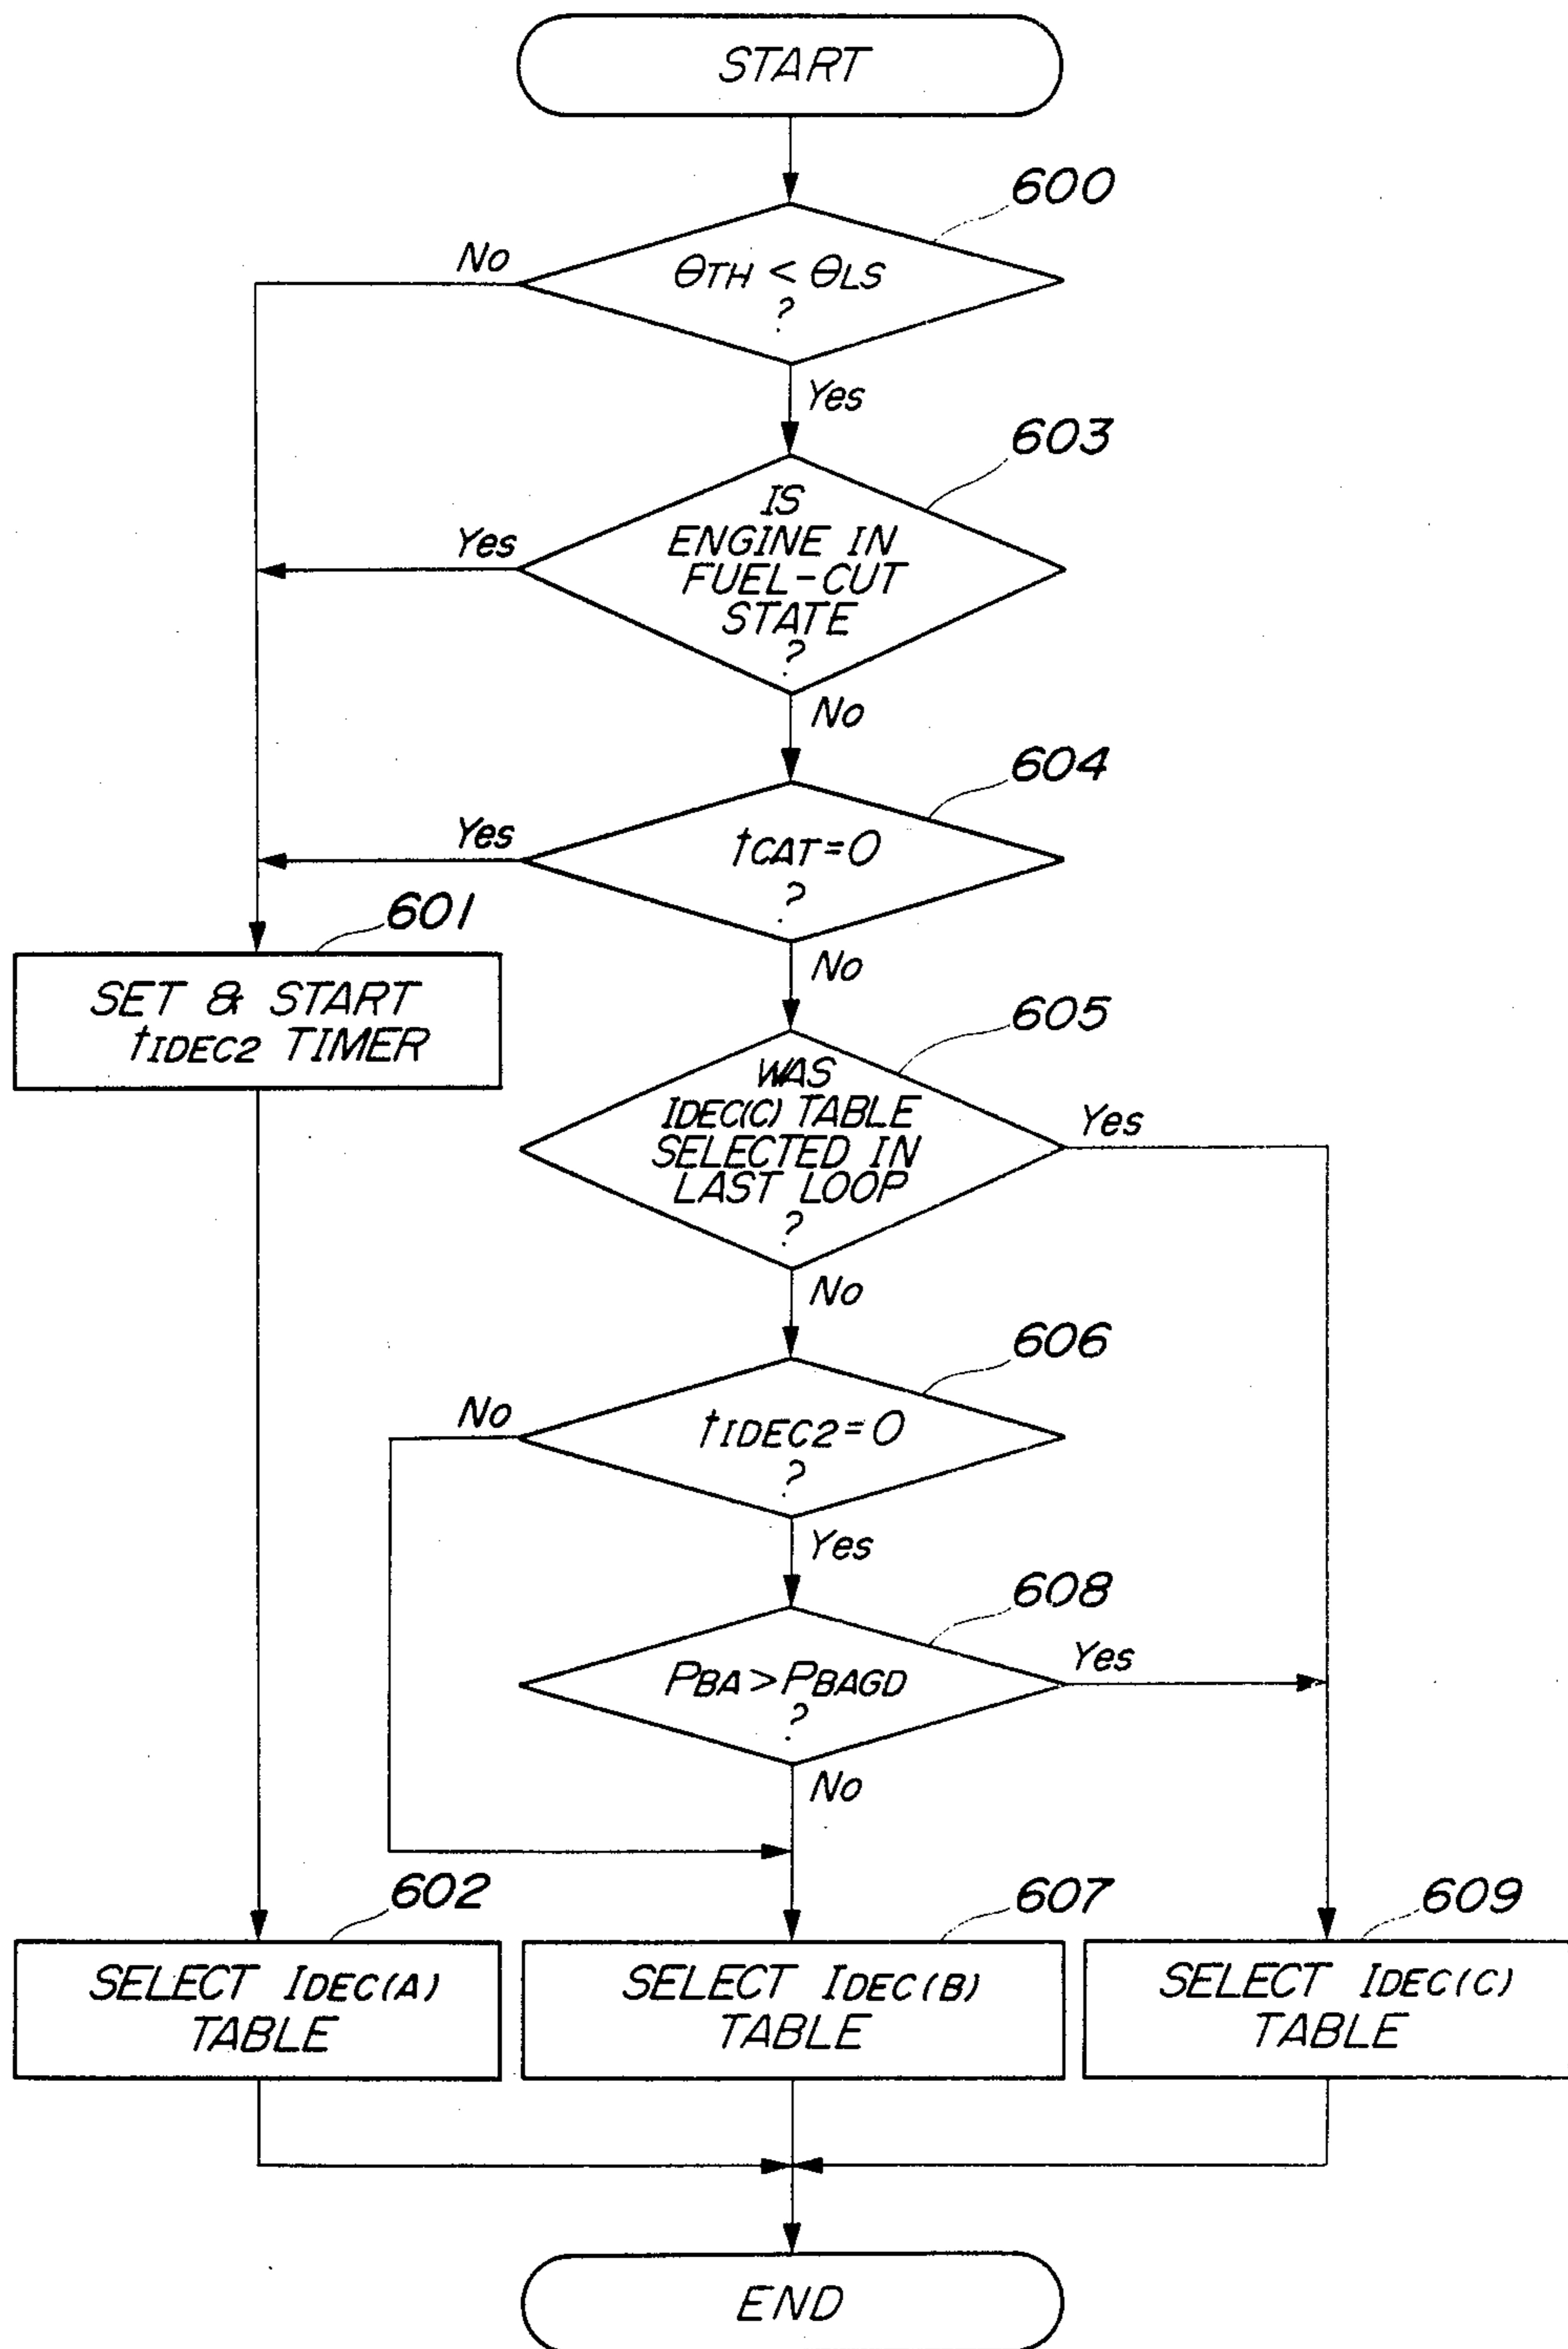 START
600
No
θTH < θLS
?
Yes
603
IS
ENGINE IN
FUEL-CUT
STATE
?
Yes
No
604
tCAT=0
?
Yes
No
601
SET & START
tIDEC2 TIMER
605
WAS
IDEC(C) TABLE
SELECTED IN
LAST LOOP
?
Yes
No
606
No
tIDEC2=0
?
Yes
608
PBA>PBAGD
?
Yes
No
602
607
609
SELECT IDEC(A)
TABLE
SELECT IDEC(B)
TABLE
SELECT IDEC(C)
TABLE
END